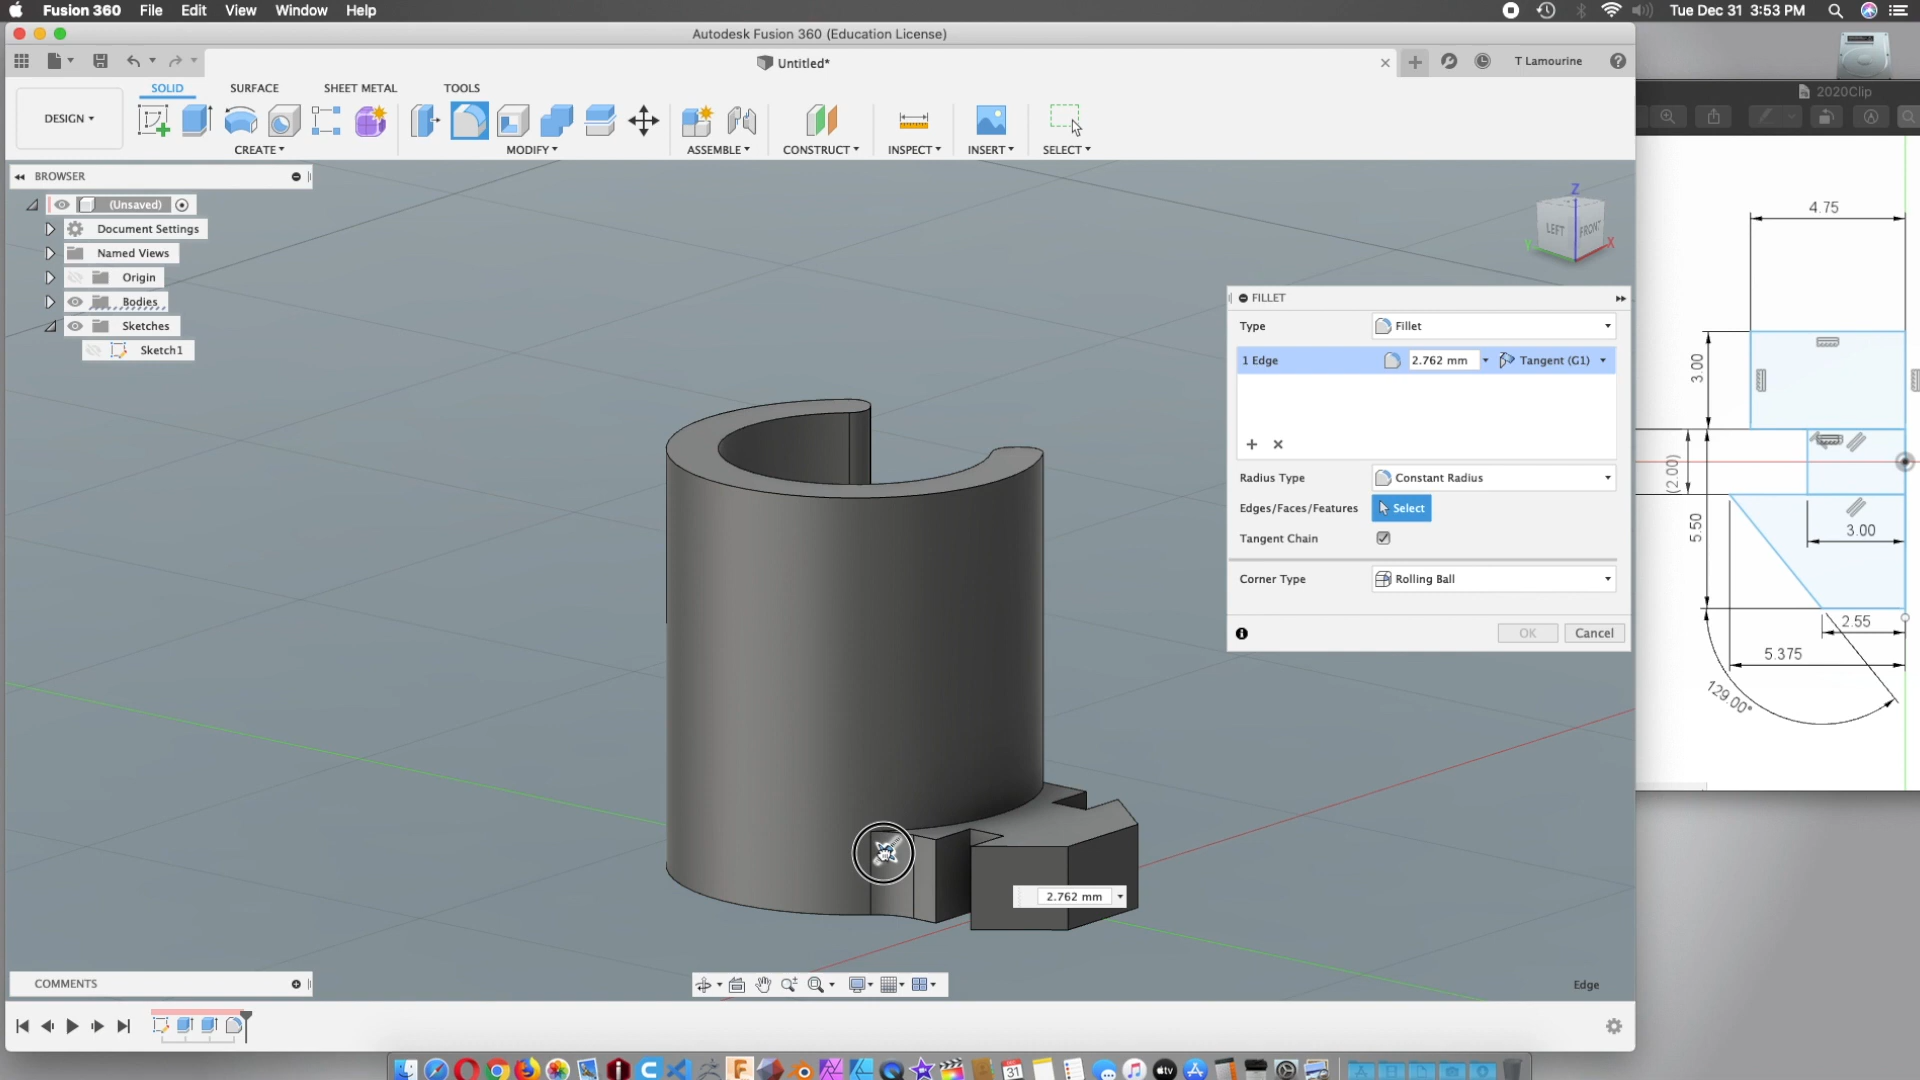 Fusion 360 File Edit View Window Help Tue Dec 31 3:53 PM
Autodesk Fusion 360 (Education License)
Untitled* T Lamourine
2020Clip
SOLID SURFACE SHEET METAL TOOLS
DESIGN
CREATE MODIFY ASSEMBLE CONSTRUCT INSPECT INSERT SELECT
BROWSER
(Unsaved)
Document Settings
Named Views
Origin
Bodies
Sketches
Sketch1
Z
LEFT FRONT
Y X
FILLET
Type Fillet
1 Edge 2.762 mm Tangent (G1)
Radius Type Constant Radius
Edges/Faces/Features Select
Tangent Chain
Corner Type Rolling Ball
OK Cancel
4.75
3.00
(2.00)
5.50
3.00
2.55
5.375
129.00°
2.762 mm
COMMENTS
Edge
31
tv